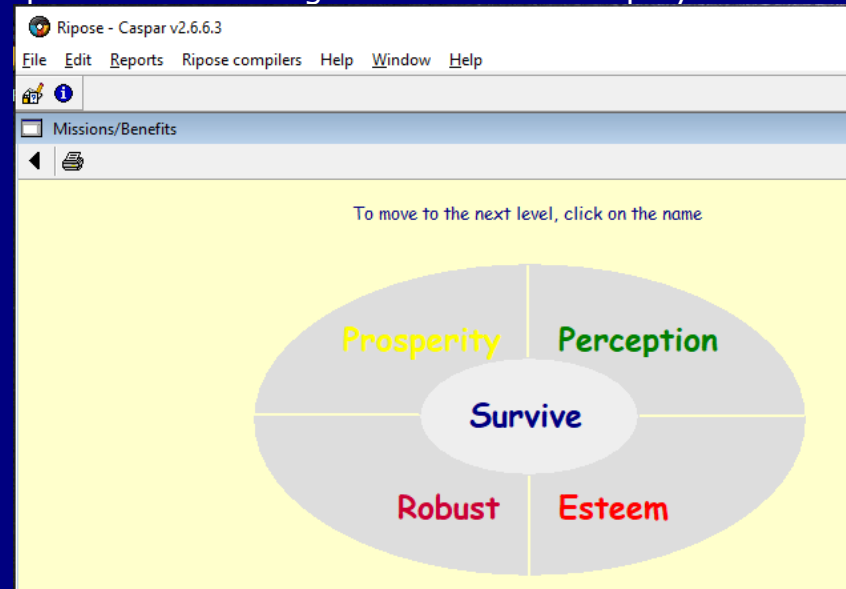 Ripose - Caspar v2.6.6.3
File Edit Reports Ripose compilers Help Window Help
Missions/Benefits
To move to the next level, click on the name
Prosperity Perception
Survive
Robust Esteem